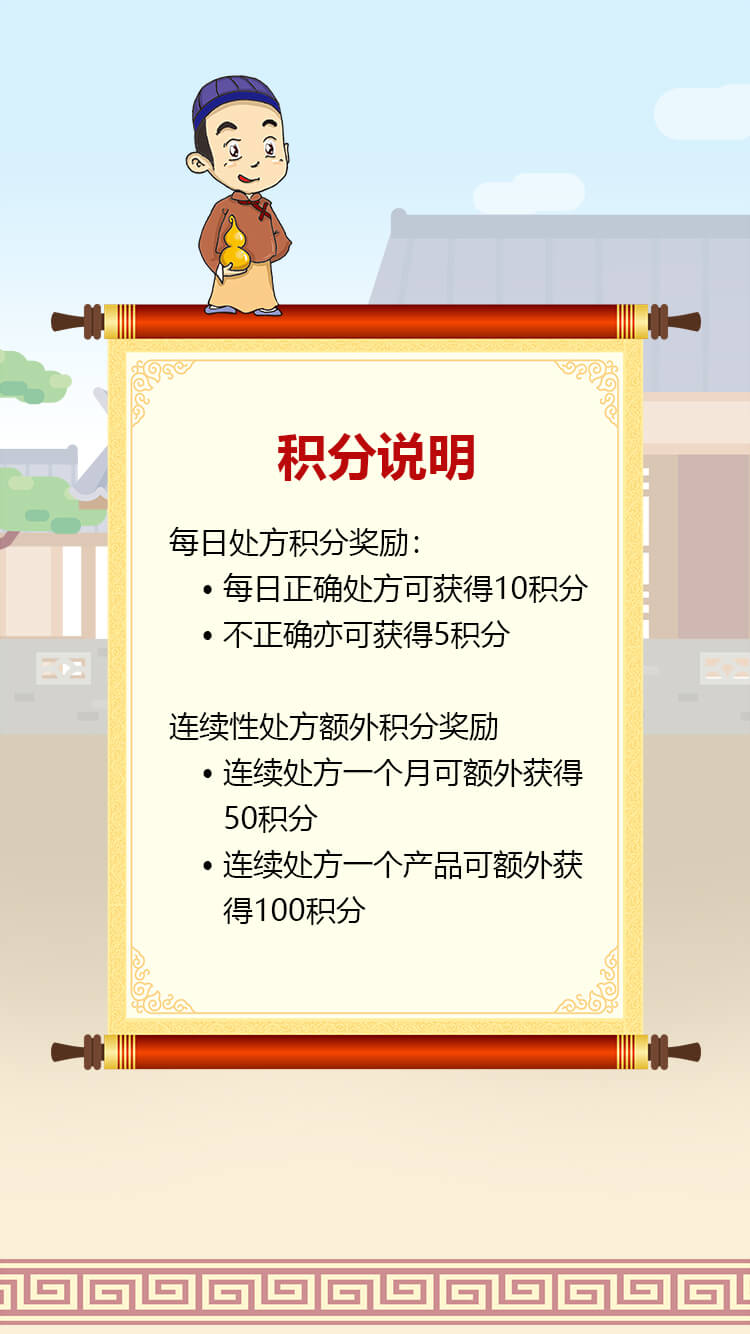 积分说明
每日处方积分奖励：
• 每日正确处方可获得10积分
• 不正确亦可获得5积分
连续性处方额外积分奖励
• 连续处方一个月可额外获得
50积分
• 连续处方一个产品可额外获
得100积分